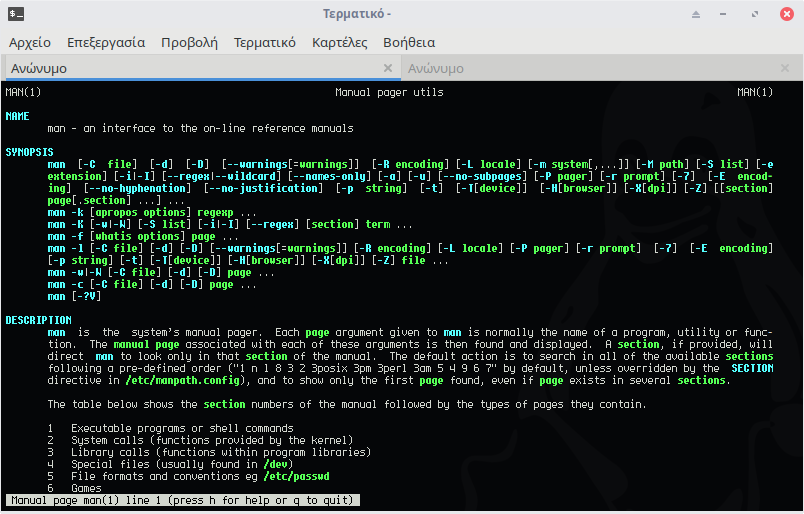 Τερματικό -
Αρχείο Επεξεργασία Προβολή Τερματικό Καρτέλες Βοήθεια
Ανώνυμο Ανώνυμο
MAN(1) Manual pager utils MAN(1)
NAME
man - an interface to the on-line reference manuals
SYNOPSIS
man [-C file] [-d] [-D] [--warnings[=warnings]] [-R encoding] [-L locale] [-m system[,...]] [-M path] [-S list] [-e
extension] [-i|-I] [--regex|--wildcard] [--names-only] [-a] [-u] [--no-subpages] [-P pager] [-r prompt] [-7] [-E encod-
ing] [--no-hyphenation] [--no-justification] [-p string] [-t] [-T[device]] [-H[browser]] [-X[dpi]] [-Z] [[section]
page[.section] ...] ...
man -k [apropos options] regexp ...
man -K [-w|-W] [-S list] [-i|-I] [--regex] [section] term ...
man -f [whatis options] page ...
man -l [-C file] [-d] [-D] [--warnings[=warnings]] [-R encoding] [-L locale] [-P pager] [-r prompt] [-7] [-E encoding]
[-p string] [-t] [-T[device]] [-H[browser]] [-X[dpi]] [-Z] file ...
man -w|-W [-C file] [-d] [-D] page ...
man -c [-C file] [-d] [-D] page ...
man [-?V]
DESCRIPTION
man is the system's manual pager. Each page argument given to man is normally the name of a program, utility or func-
tion. The manual page associated with each of these arguments is then found and displayed. A section, if provided, will
direct man to look only in that section of the manual. The default action is to search in all of the available sections
following a pre-defined order ("1 n l 8 3 2 3posix 3pm 3perl 3am 5 4 9 6 7" by default, unless overridden by the SECTION
directive in /etc/manpath.config), and to show only the first page found, even if page exists in several sections.
The table below shows the section numbers of the manual followed by the types of pages they contain.
1 Executable programs or shell commands
2 System calls (functions provided by the kernel)
3 Library calls (functions within program libraries)
4 Special files (usually found in /dev)
5 File formats and conventions eg /etc/passwd
6 Games
Manual page man(1) line 1 (press h for help or q to quit)